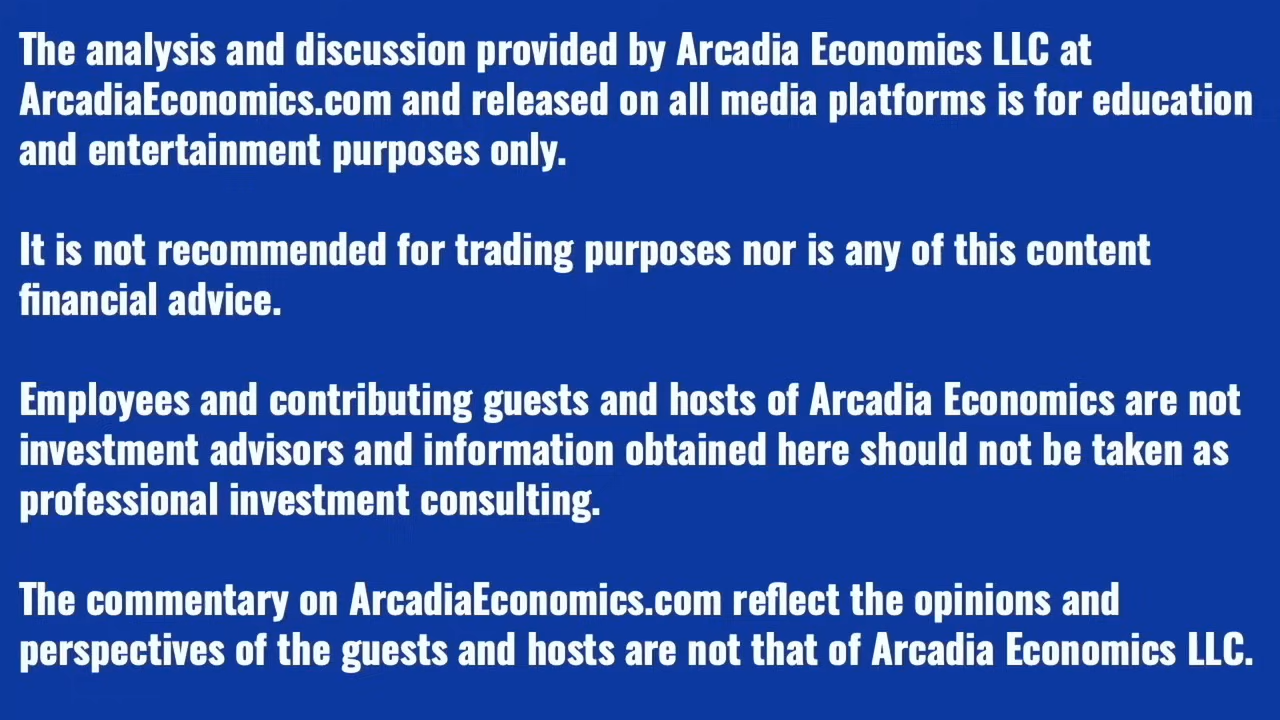 The analysis and discussion provided by Arcadia Economics LLC at
ArcadiaEconomics.com and released on all media platforms is for education
and entertainment purposes only.
It is not recommended for trading purposes nor is any of this content
financial advice.
Employees and contributing guests and hosts of Arcadia Economics are not
investment advisors and information obtained here should not be taken as
professional investment consulting.
The commentary on ArcadiaEconomics.com reflect the opinions and
perspectives of the guests and hosts are not that of Arcadia Economics LLC.